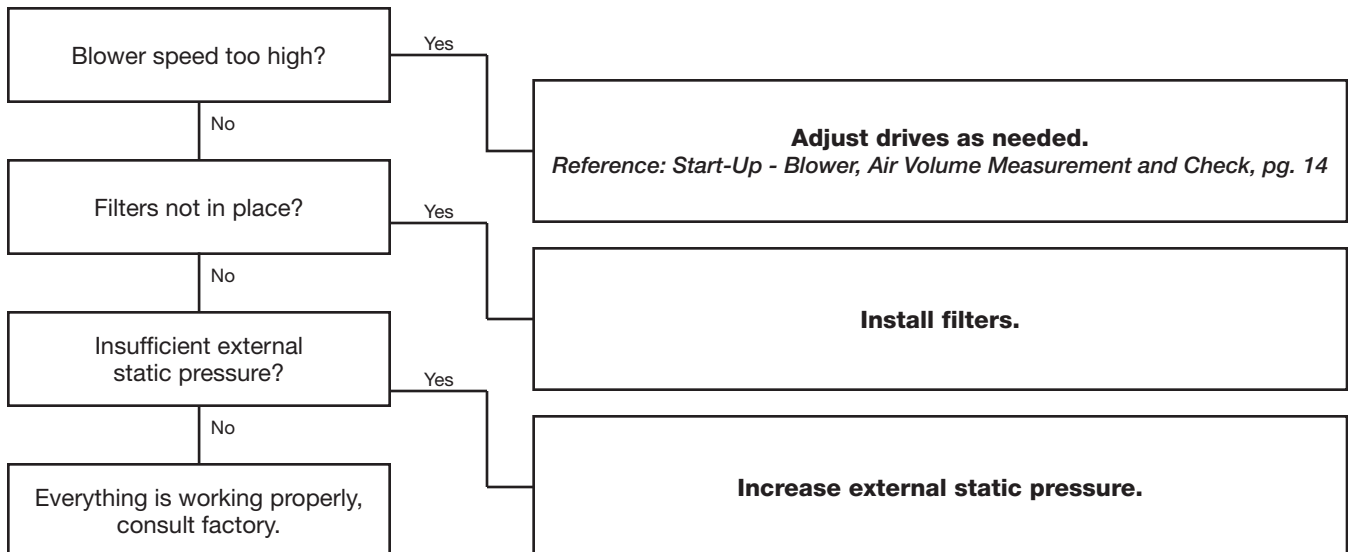 Blower speed too high?
Yes
No
Adjust drives as needed.
Reference: Start-Up - Blower, Air Volume Measurement and Check, pg. 14
Filters not in place?
Yes
No
Install filters.
Insufficient external
static pressure?
Yes
No
Increase external static pressure.
Everything is working properly,
consult factory.